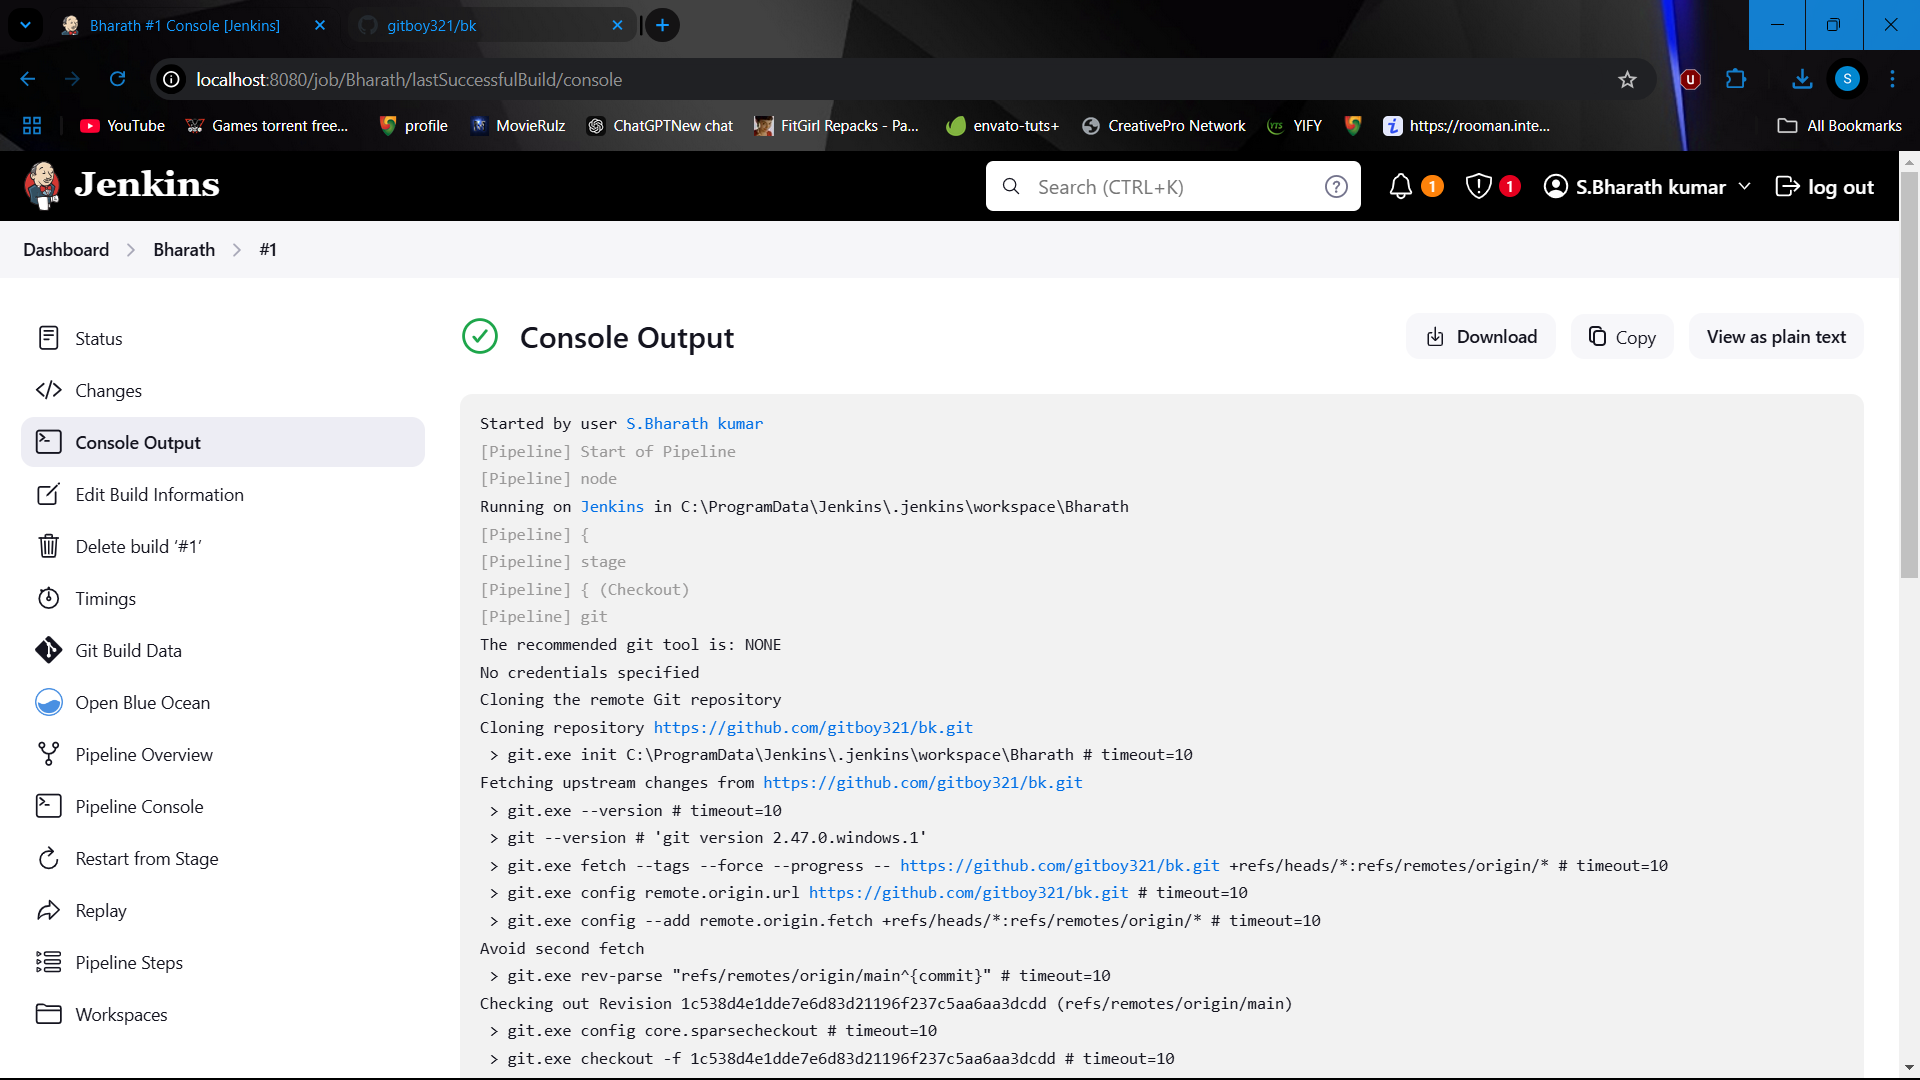 Bharath #1 Console [Jenkins]
gitboy321/bk
localhost:8080/job/Bharath/lastSuccessfulBuild/console
S
YouTube
Games torrent free...
profile
MovieRulz
ChatGPTNew chat
FitGirl Repacks - Pa...
envato-tuts+
CreativePro Network
YIFY
https://rooman.inte...
All Bookmarks
Jenkins
Search (CTRL+K)
1
1
S.Bharath kumar
log out
Dashboard
Bharath
#1
Status
Changes
Console Output
Edit Build Information
Delete build ‘#1’
Timings
Git Build Data
Open Blue Ocean
Pipeline Overview
Pipeline Console
Restart from Stage
Replay
Pipeline Steps
Workspaces
Console Output
Download
Copy
View as plain text
Started by user S.Bharath kumar
[Pipeline] Start of Pipeline
[Pipeline] node
Running on Jenkins in C:\ProgramData\Jenkins\.jenkins\workspace\Bharath
[Pipeline] {
[Pipeline] stage
[Pipeline] { (Checkout)
[Pipeline] git
The recommended git tool is: NONE
No credentials specified
Cloning the remote Git repository
Cloning repository https://github.com/gitboy321/bk.git
> git.exe init C:\ProgramData\Jenkins\.jenkins\workspace\Bharath # timeout=10
Fetching upstream changes from https://github.com/gitboy321/bk.git
> git.exe --version # timeout=10
> git --version # 'git version 2.47.0.windows.1'
> git.exe fetch --tags --force --progress -- https://github.com/gitboy321/bk.git +refs/heads/*:refs/remotes/origin/* # timeout=10
> git.exe config remote.origin.url https://github.com/gitboy321/bk.git # timeout=10
> git.exe config --add remote.origin.fetch +refs/heads/*:refs/remotes/origin/* # timeout=10
Avoid second fetch
> git.exe rev-parse "refs/remotes/origin/main^{commit}" # timeout=10
Checking out Revision 1c538d4e1dde7e6d83d21196f237c5aa6aa3dcdd (refs/remotes/origin/main)
> git.exe config core.sparsecheckout # timeout=10
> git.exe checkout -f 1c538d4e1dde7e6d83d21196f237c5aa6aa3dcdd # timeout=10